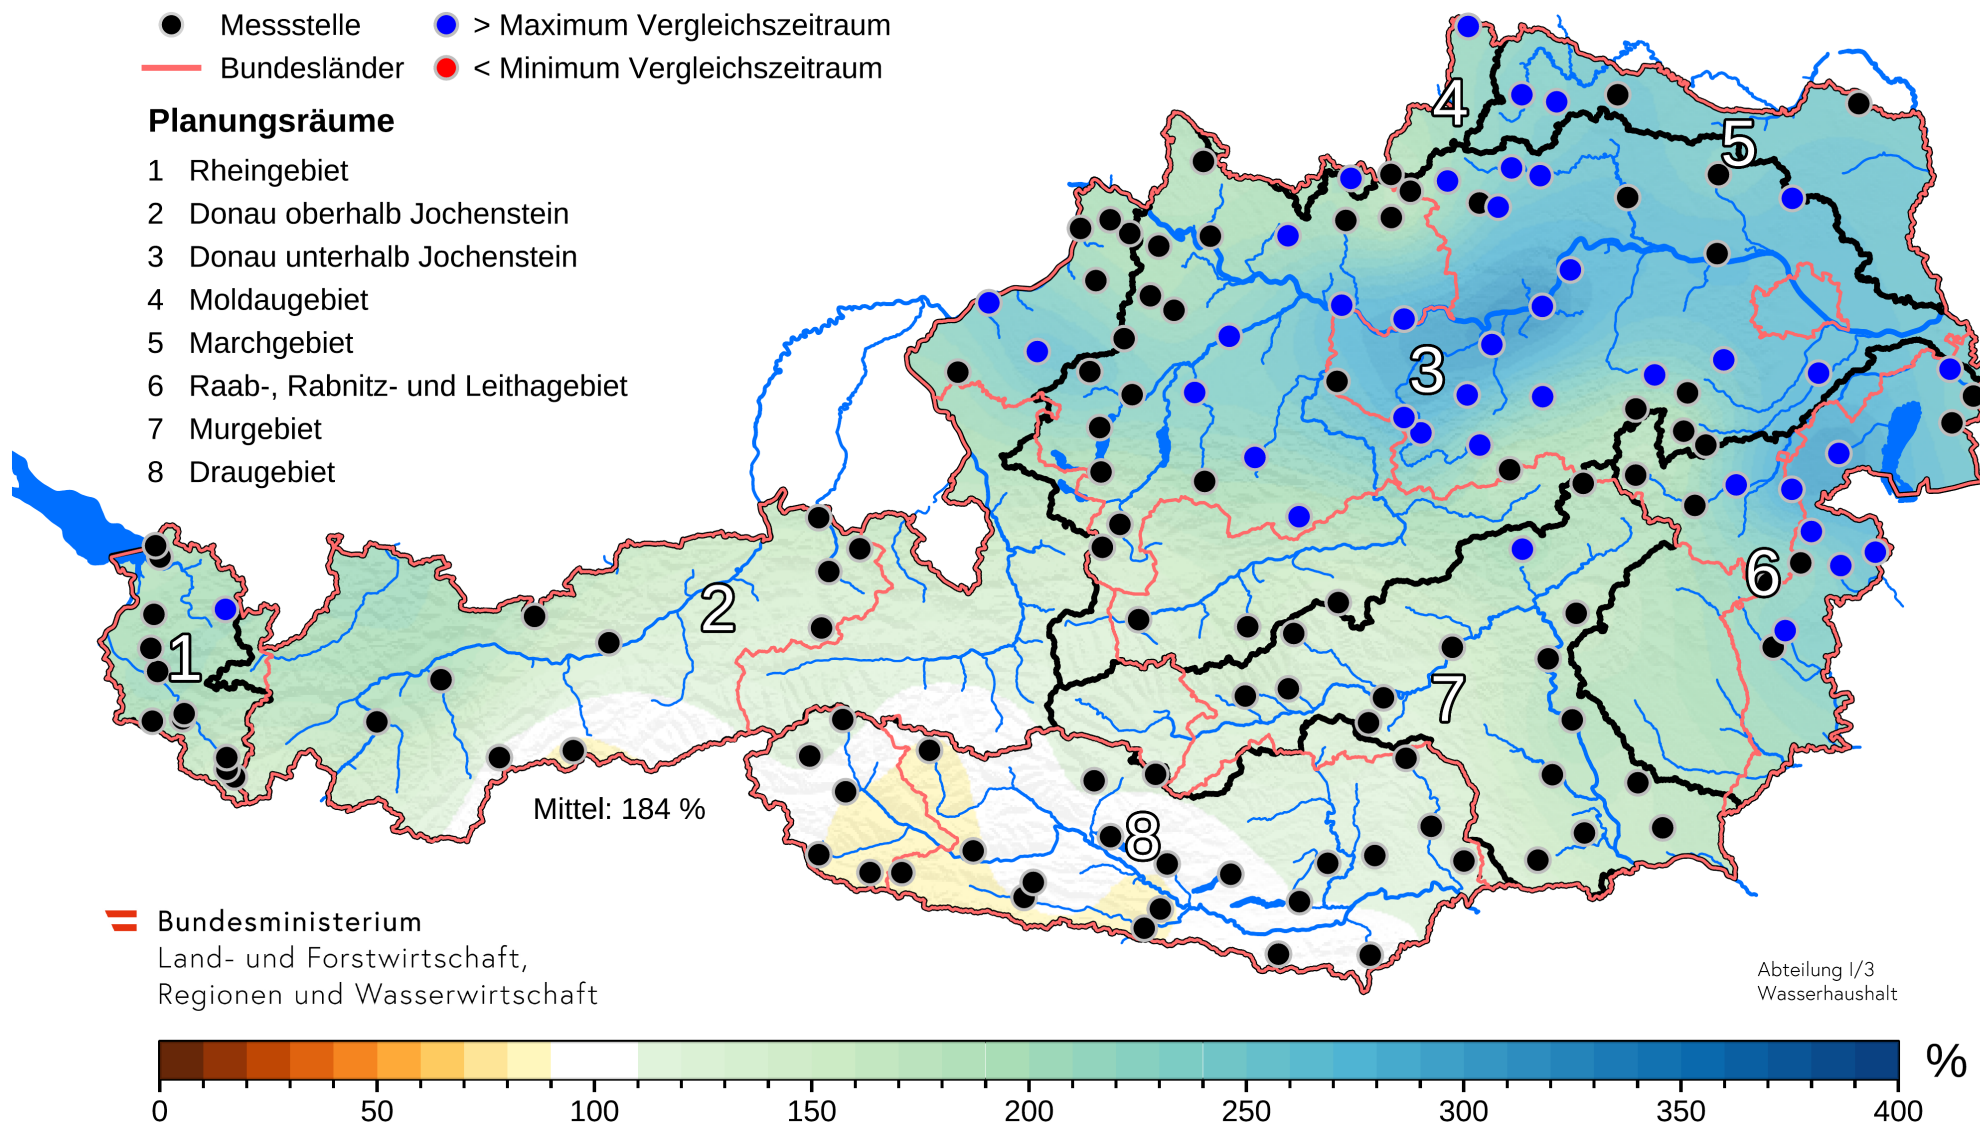 Messstelle
> Maximum Vergleichszeitraum
Bundesländer
< Minimum Vergleichszeitraum
Planungsräume
1 Rheingebiet
2 Donau oberhalb Jochenstein
3 Donau unterhalb Jochenstein
4 Moldaugebiet
5 Marchgebiet
6 Raab-, Rabnitz- und Leithagebiet
7 Murgebiet
8 Draugebiet
4
5
3
6
2
1
7
8
Mittel: 184 %
Bundesministerium
Land- und Forstwirtschaft,
Regionen und Wasserwirtschaft
Abteilung I/3
Wasserhaushalt
%
0 50 100 150 200 250 300 350 400